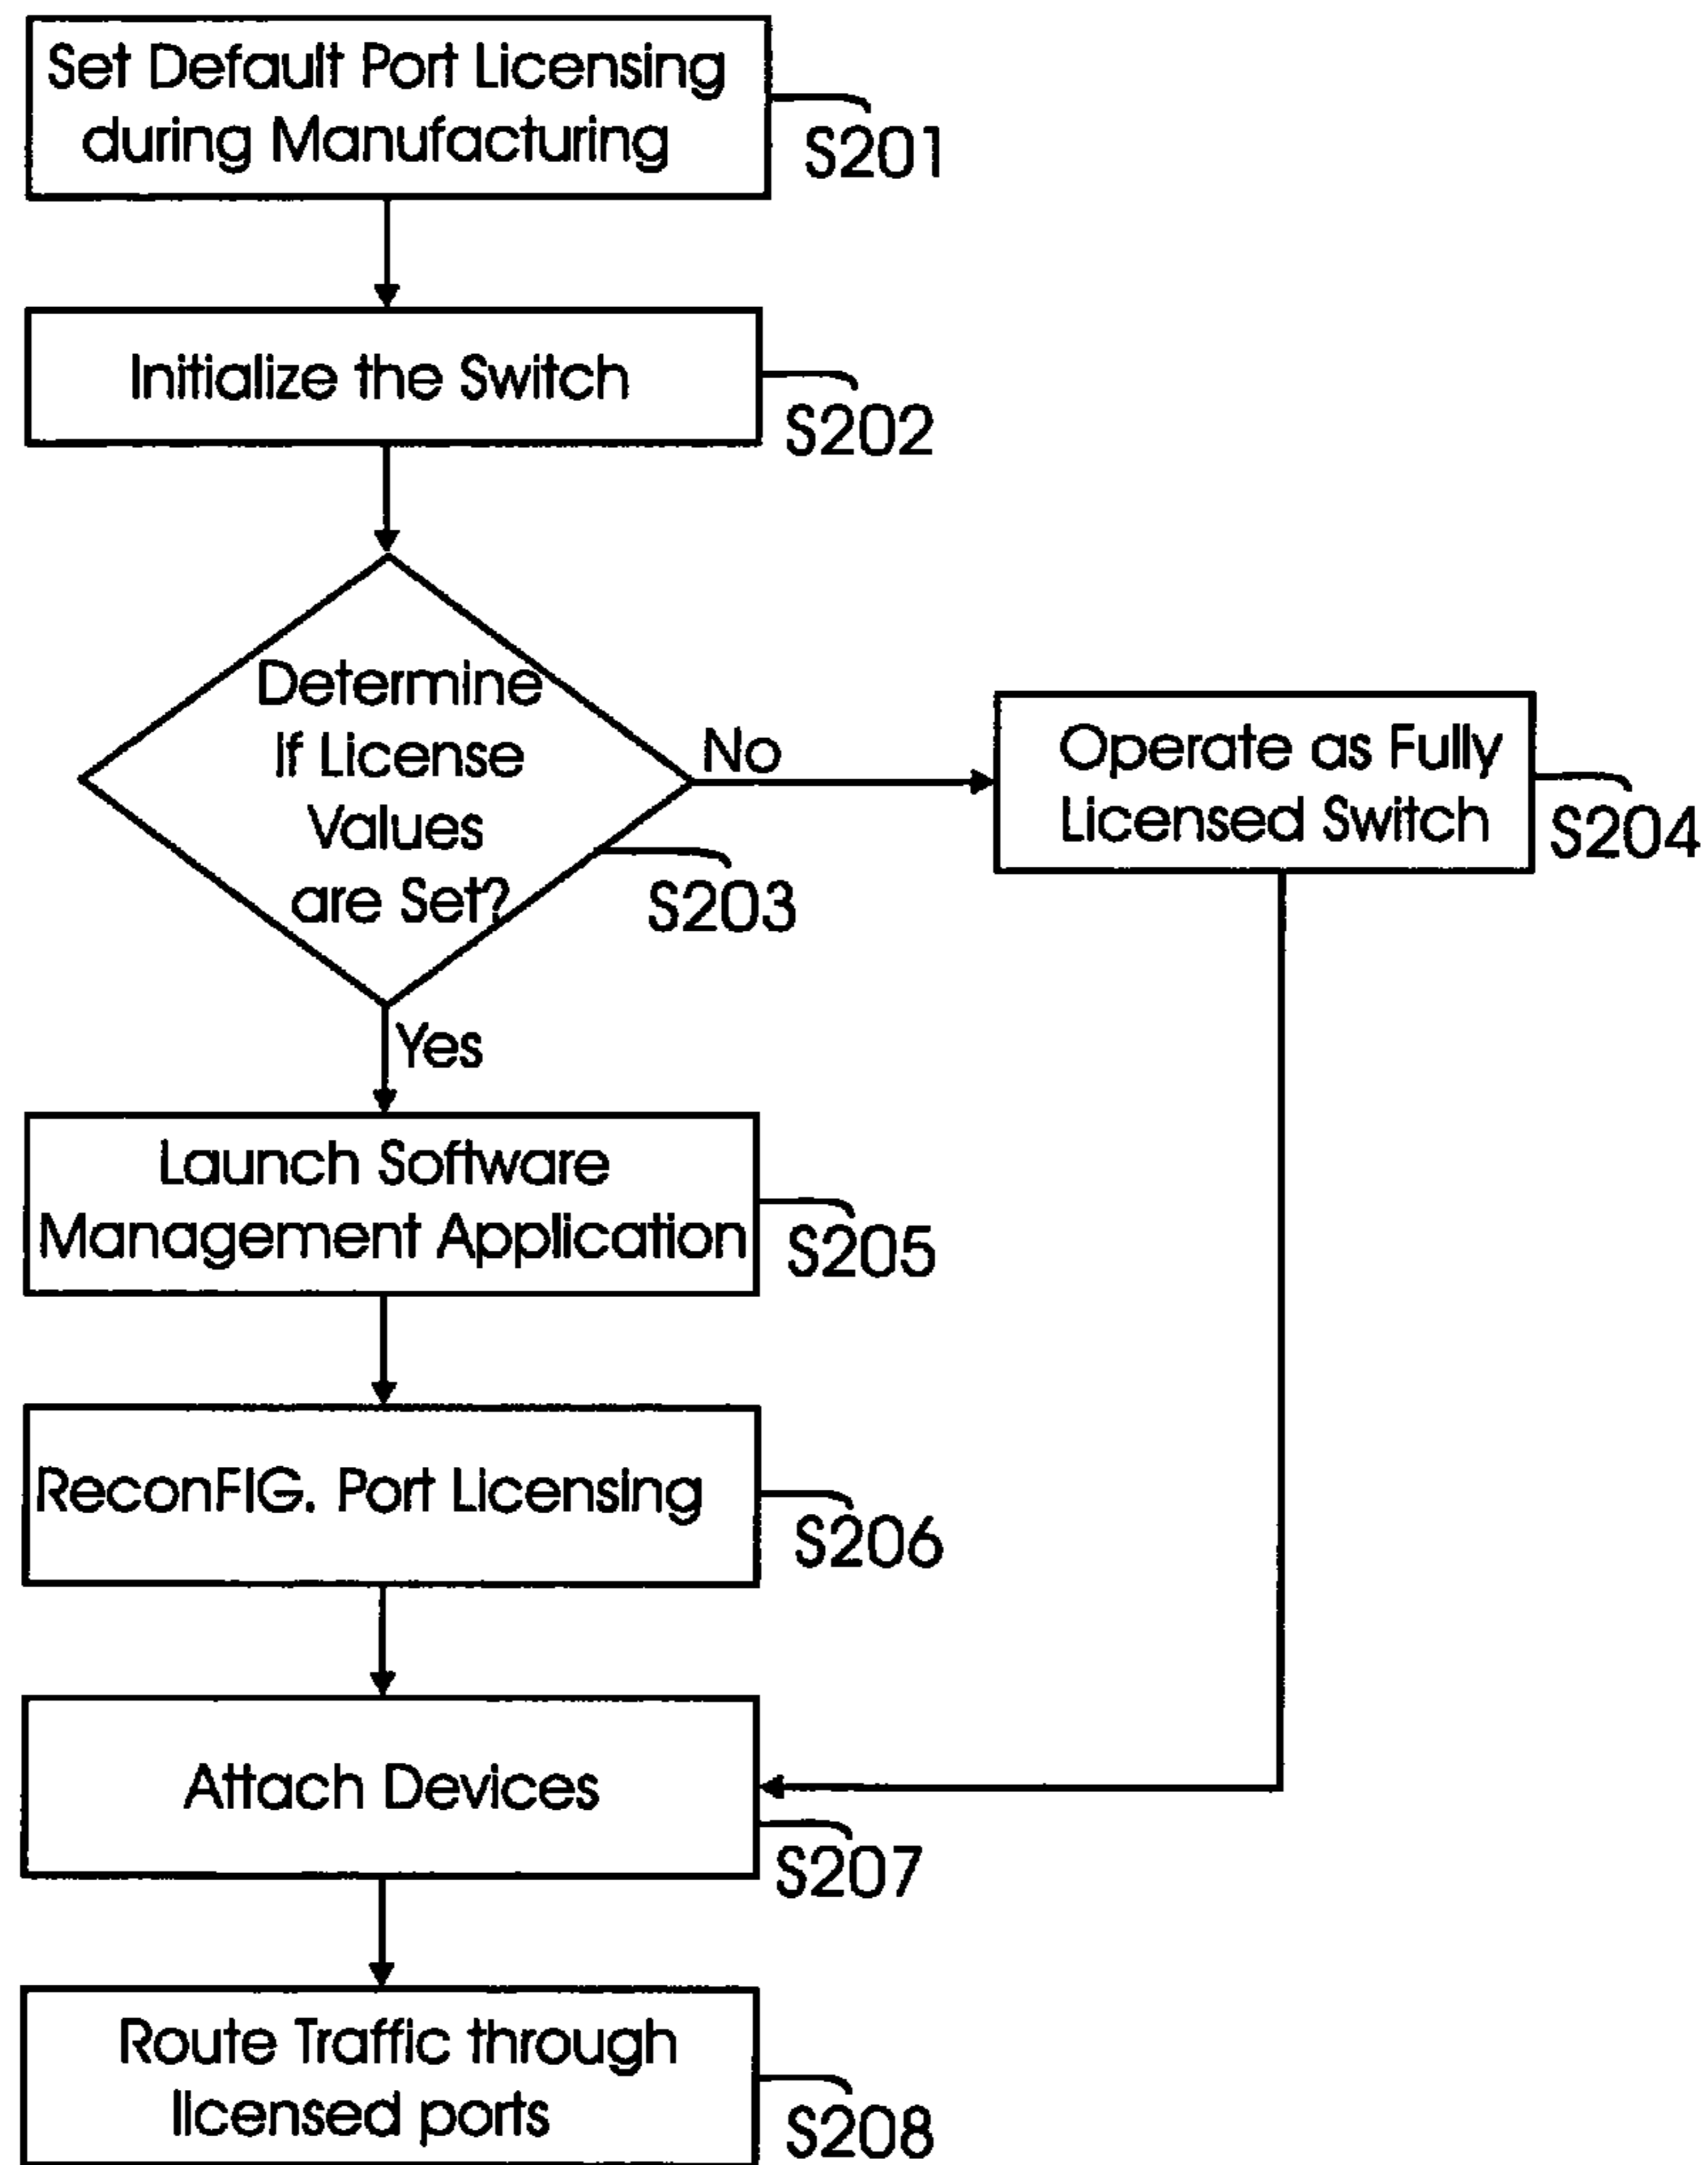 Set Default Port Licensing
during Manufacturing
S201
Initialize the Switch
S202
Determine
If License
Values
are Set?
S203
No
Operate as Fully
Licensed Switch
S204
Yes
Launch Software
Management Application
S205
ReconFIG. Port Licensing
S206
Attach Devices
S207
Route Traffic through
licensed ports
S208